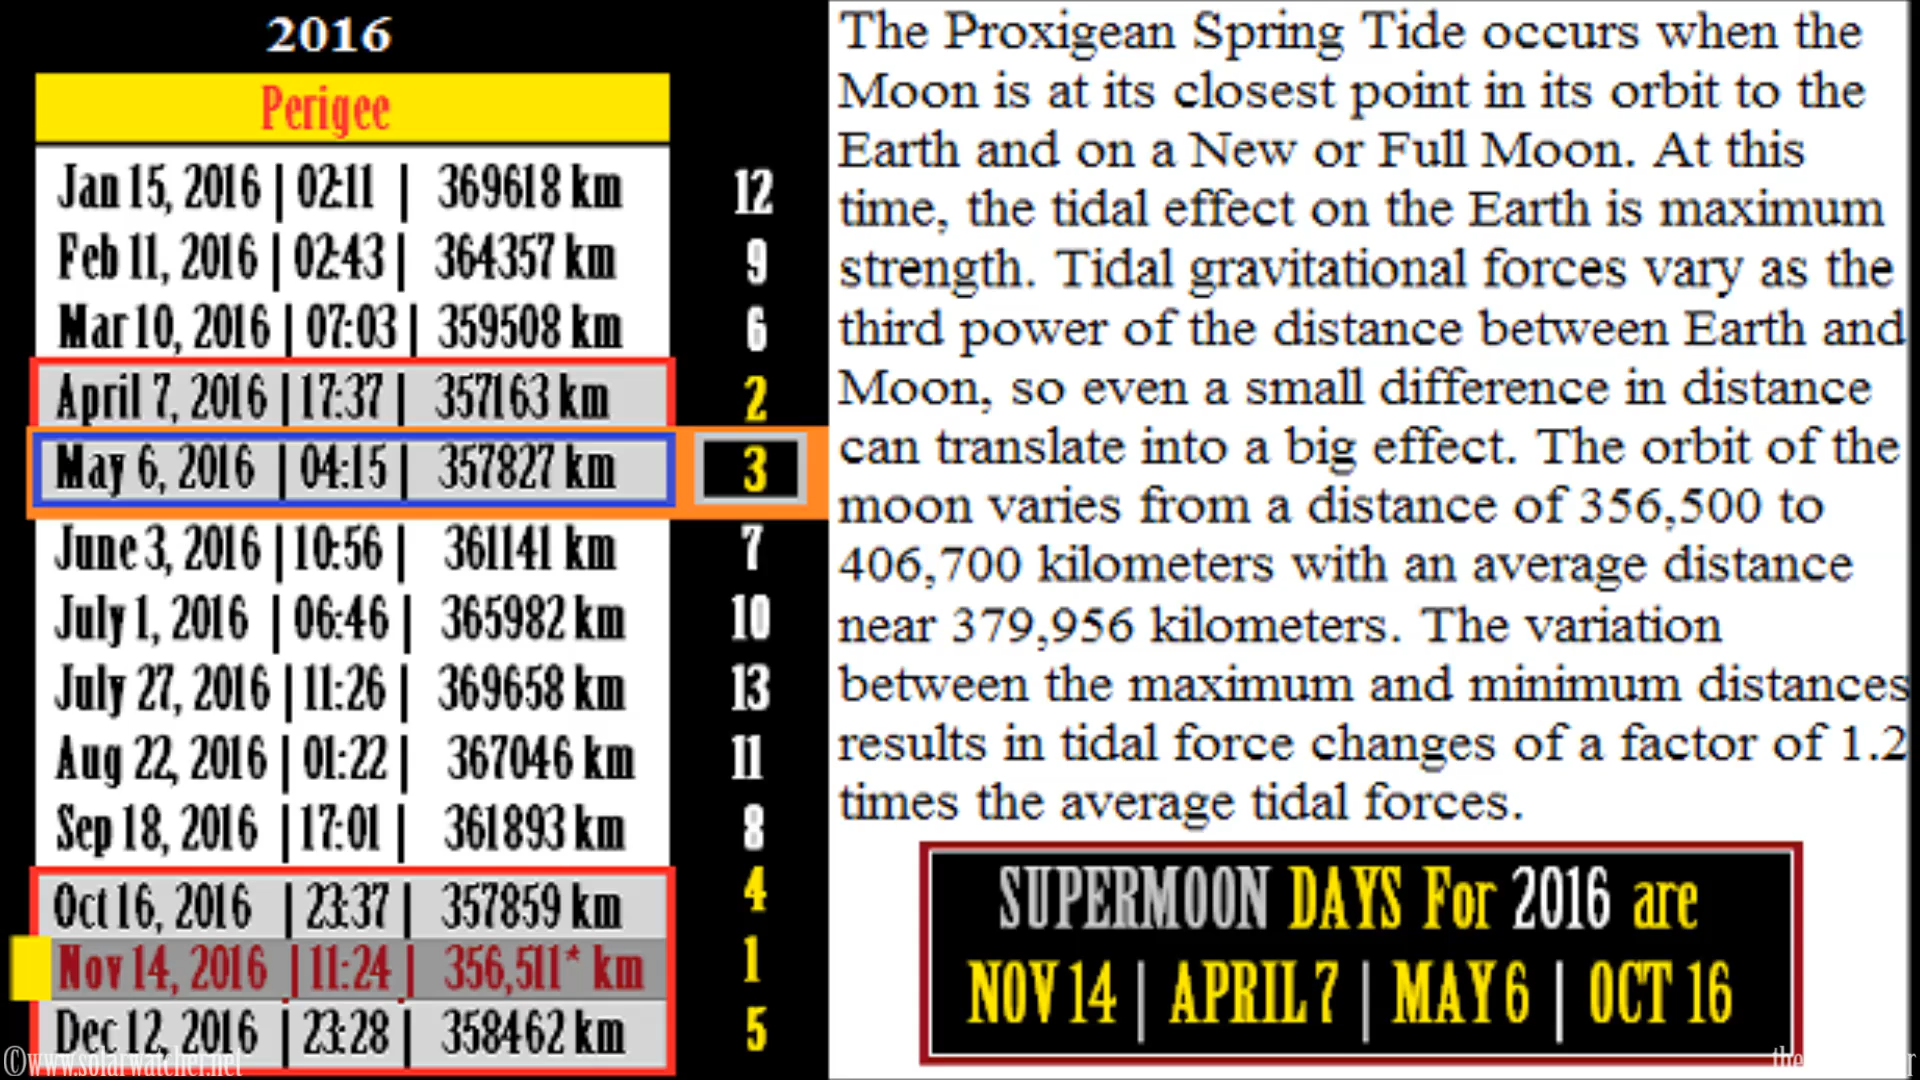 2016
Perigee
Jan 15, 2016 | 02:11 | 369618 km 12
Feb 11, 2016 | 02:43 | 364357 km 9
Mar 10, 2016 | 07:03 | 359508 km 6
April 7, 2016 | 17:37 | 357163 km 2
May 6, 2016 | 04:15 | 357827 km 3
June 3, 2016 | 10:56 | 361141 km 7
July 1, 2016 | 06:46 | 365982 km 10
July 27, 2016 | 11:26 | 369658 km 13
Aug 22, 2016 | 01:22 | 367046 km 11
Sep 18, 2016 | 17:01 | 361893 km 8
Oct 16, 2016 | 23:37 | 357859 km 4
Nov 14, 2016 | 11:24 | 356,511* km 1
Dec 12, 2016 | 23:28 | 358462 km 5
©www.solarwatcher.net
The Proxigean Spring Tide occurs when the
Moon is at its closest point in its orbit to the
Earth and on a New or Full Moon. At this
time, the tidal effect on the Earth is maximum
strength. Tidal gravitational forces vary as the
third power of the distance between Earth and
Moon, so even a small difference in distance
can translate into a big effect. The orbit of the
moon varies from a distance of 356,500 to
406,700 kilometers with an average distance
near 379,956 kilometers. The variation
between the maximum and minimum distances
results in tidal force changes of a factor of 1.2
times the average tidal forces.
SUPERMOON DAYS For 2016 are
NOV 14 | APRIL 7 | MAY 6 | OCT 16